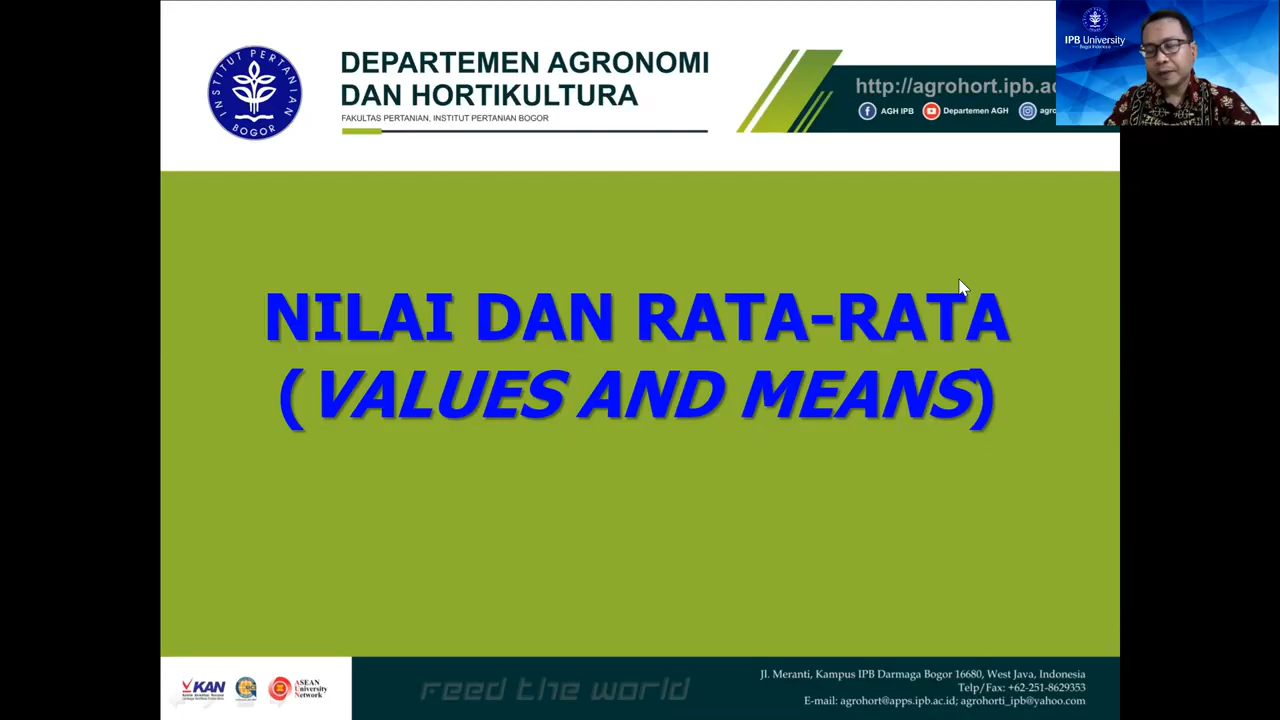 INSTITUT PERTANIAN
BOGOR
DEPARTEMEN AGRONOMI
DAN HORTIKULTURA
FAKULTAS PERTANIAN, INSTITUT PERTANIAN BOGOR
http://agrohort.ipb.ac
AGH IPB
Departemen AGH
agro
IPB University
Bogor Indonesia
NILAI DAN RATA-RATA
(VALUES AND MEANS)
KAN
ASEAN
University
Network
Feed the world
Jl. Meranti, Kampus IPB Darmaga Bogor 16680, West Java, Indonesia
Telp/Fax: +62-251-8629353
E-mail: agrohort@apps.ipb.ac.id; agrohorti_ipb@yahoo.com